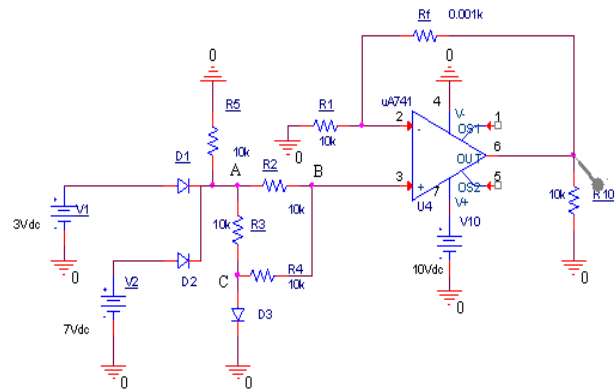 Rf 0.001k
0
0
R5
R1
uA741
4
V-
1
2
-
OS1
0
10k
10k
6
D1
R2
A
B
OUT
3
+
5
OS2
10k
U4
7
V+
10k
R10
V1
R3
V10
3Vdc
10k
D2
R4
C
10k
0
0
V2
10Vdc
D3
7Vdc
0
0
0